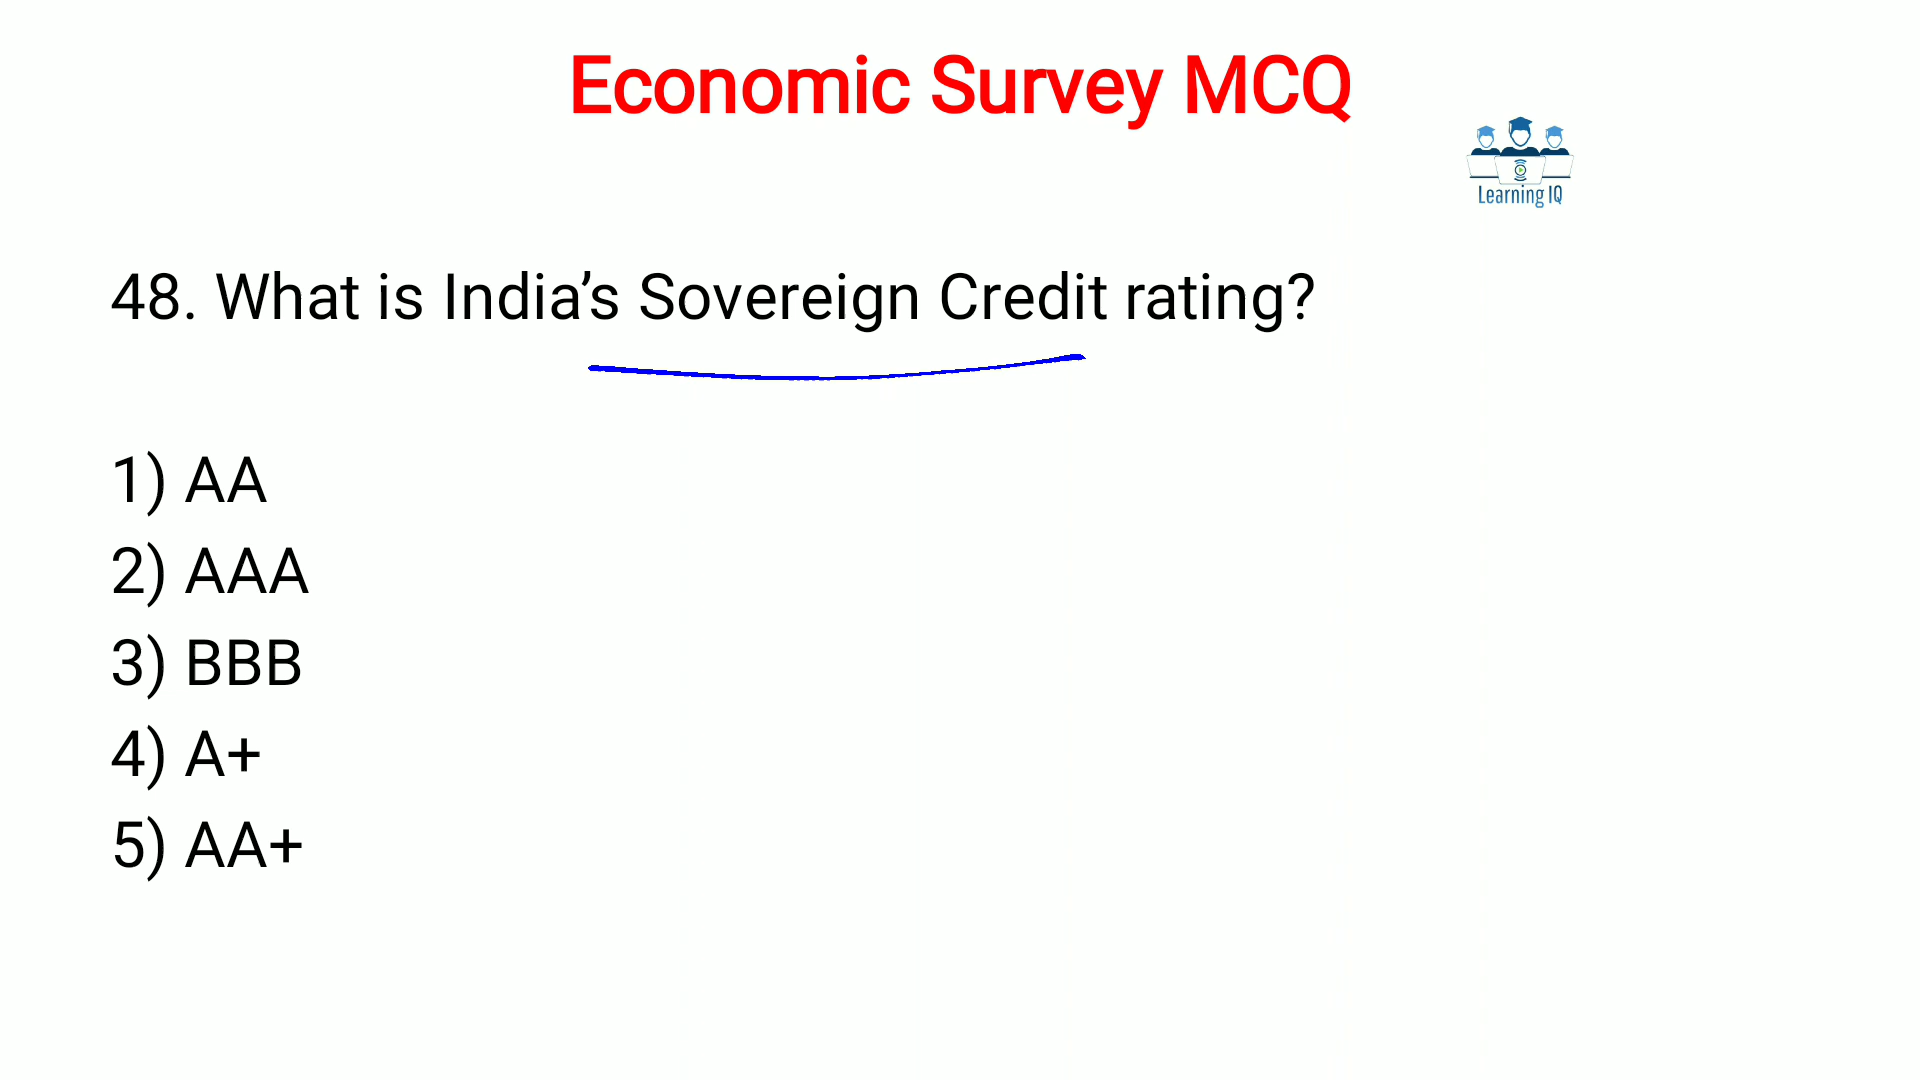 Economic Survey MCQ
Learning IQ
48. What is India’s Sovereign Credit rating?
1) AA
2) AAA
3) BBB
4) A+
5) AA+